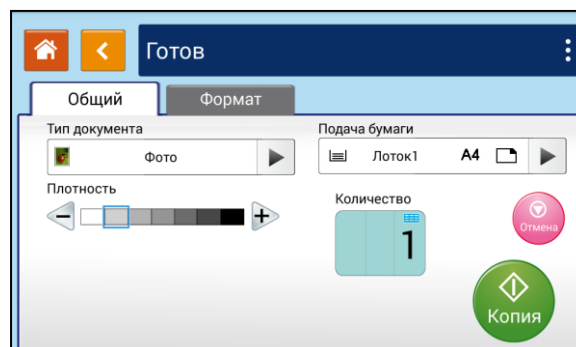 Готов
Общий
Формат
Тип документа
Фото
Подача бумаги
Лоток1 A4
Плотность
Количество
1
Отмена
Копия